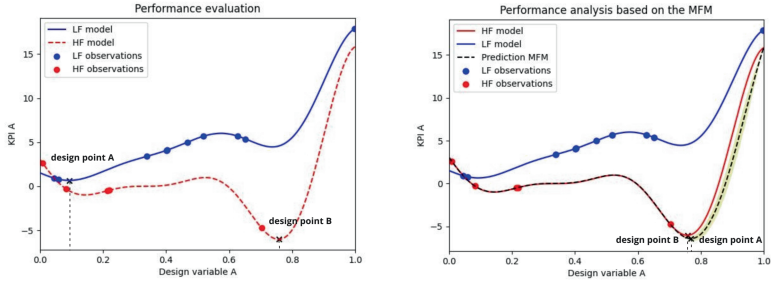 Performance evaluation
LF model
HF model
LF observations
HF observations
design point A
design point B
KPI A
15
10
5
0
−5
0.0 0.2 0.4 0.6 0.8 1.0
Design variable A
Performance analysis based on the MFM
HF model
LF model
Prediction MFM
LF observations
HF observations
design point B design point A
KPI A
15
10
5
0
−5
0.0 0.2 0.4 0.6 0.8 1.0
Design variable A